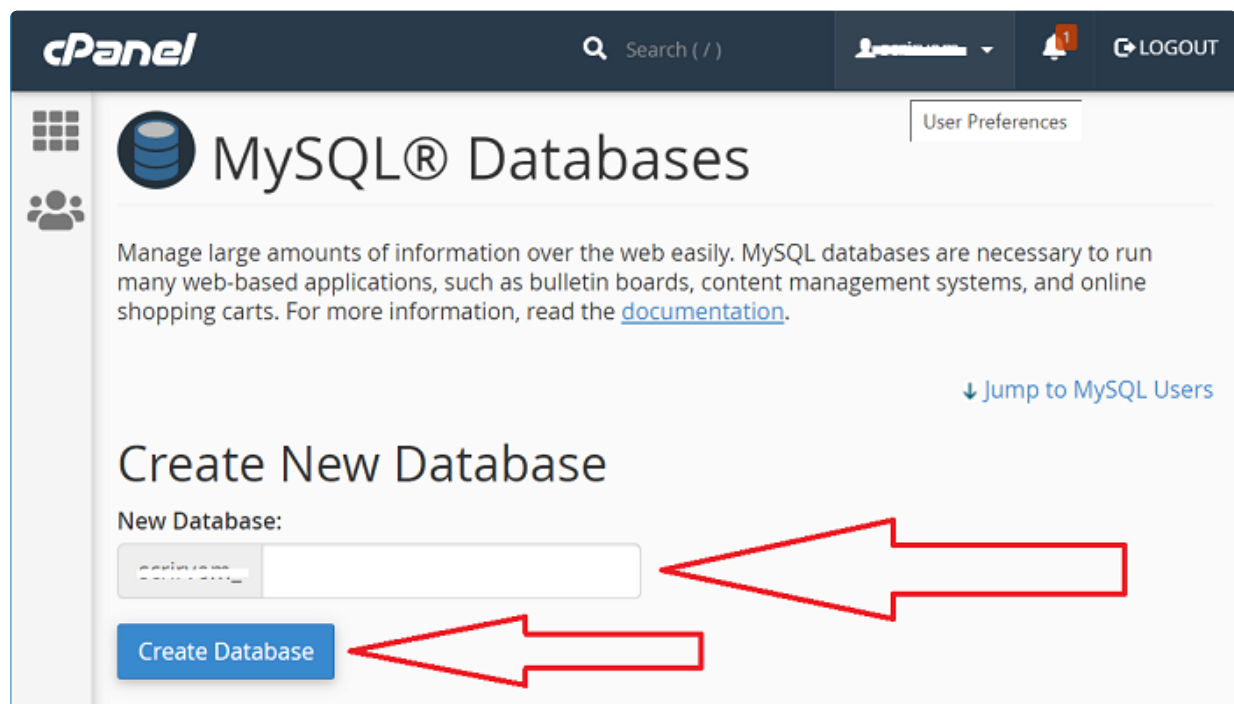 cPanel
Search ( / )
1
LOGOUT
User Preferences
MySQL® Databases
Manage large amounts of information over the web easily. MySQL databases are necessary to run
many web-based applications, such as bulletin boards, content management systems, and online
shopping carts. For more information, read the documentation.
Jump to MySQL Users
Create New Database
New Database:
Create Database